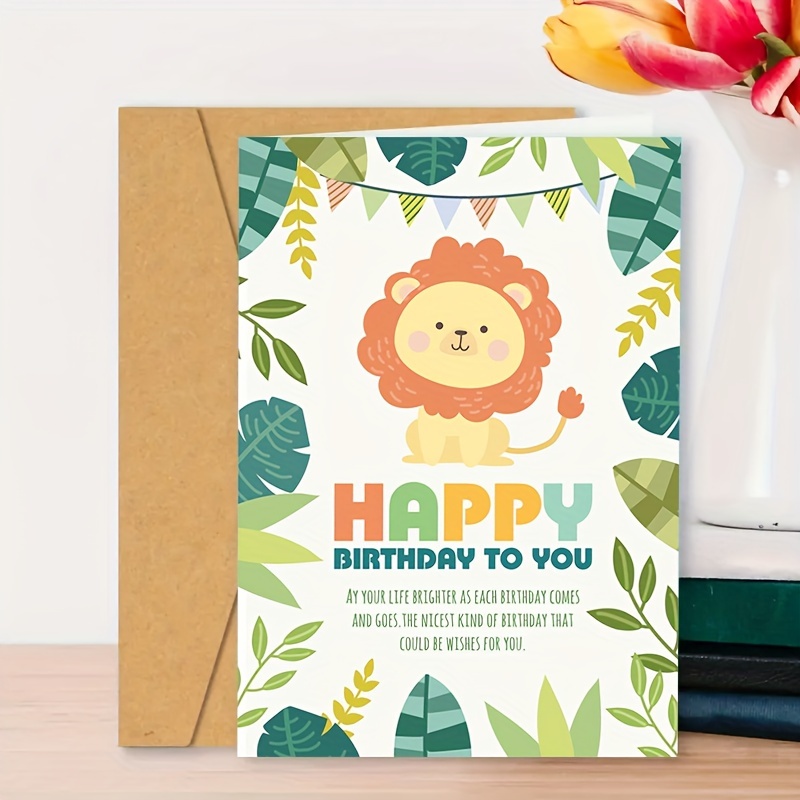 HAPPY
BIRTHDAY TO YOU
AY YOUR LIFE BRIGHTER AS EACH BIRTHDAY COMES
AND GOES.THE NICEST KIND OF BIRTHDAY THAT
COULD BE WISHES FOR YOU.